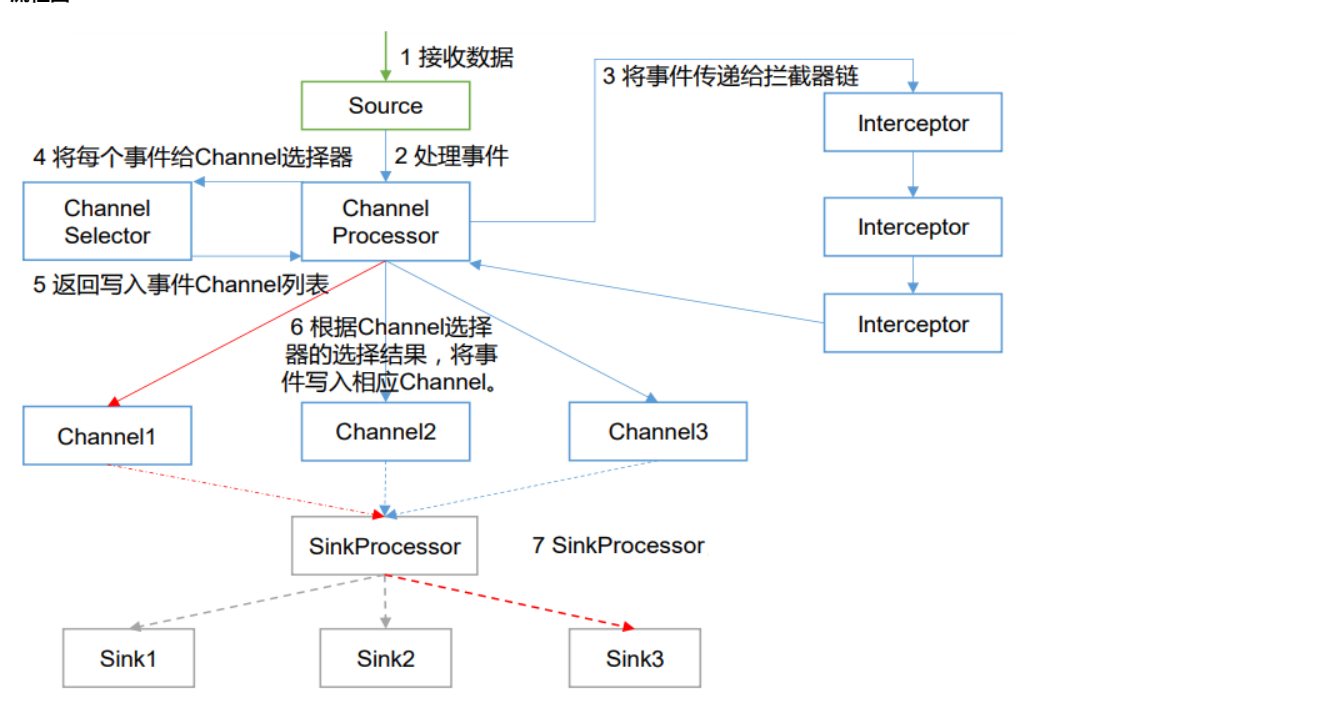 1 接收数据
3 将事件传递给拦截器链
Source
Interceptor
4 将每个事件给Channel选择器
2 处理事件
Channel
Selector
Channel
Processor
Interceptor
5 返回写入事件Channel列表
6 根据Channel选择
器的选择结果，将事
件写入相应Channel。
Interceptor
Channel1
Channel2
Channel3
SinkProcessor
7 SinkProcessor
Sink1
Sink2
Sink3